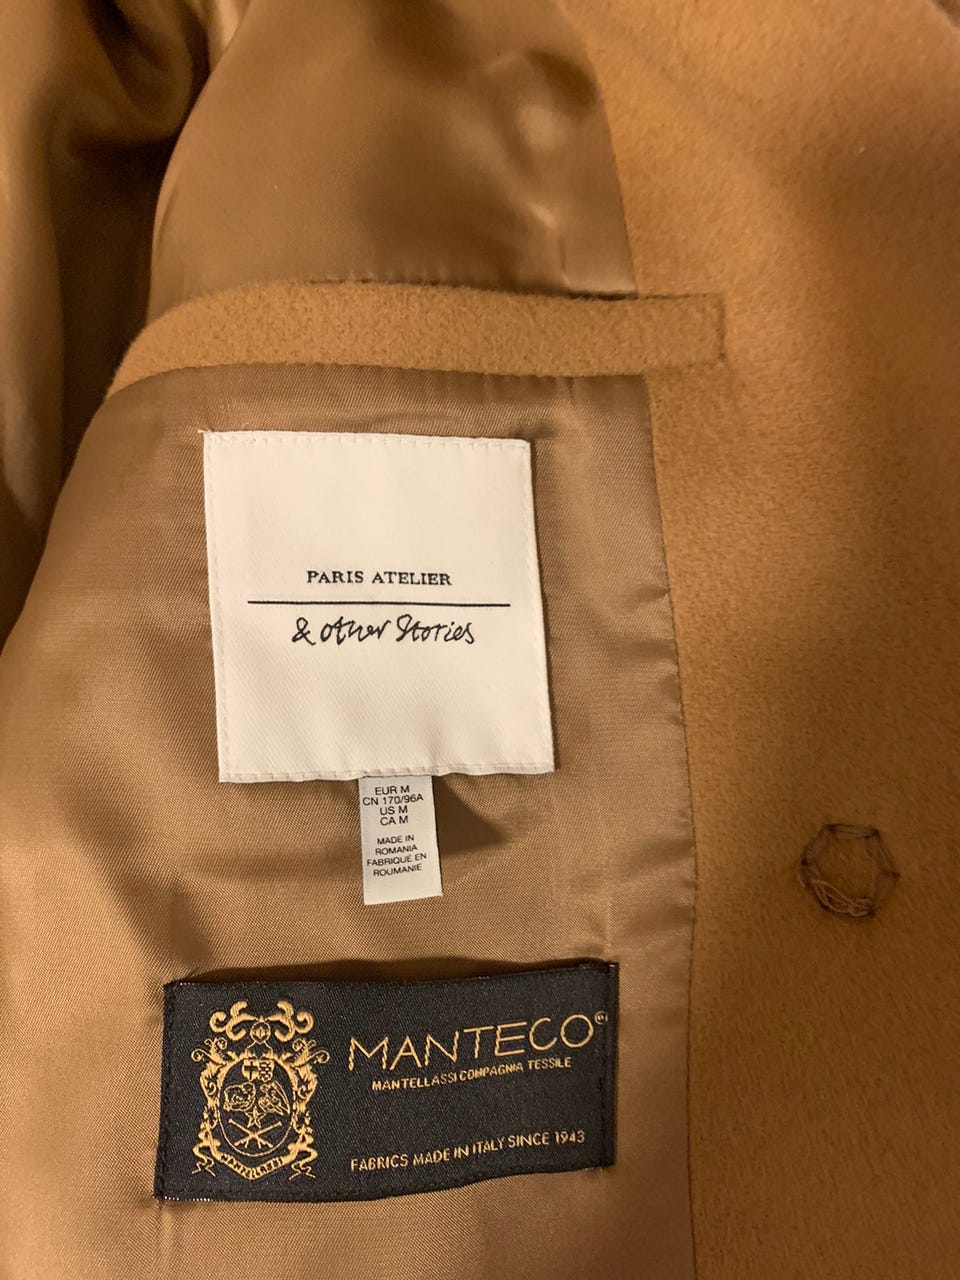 PARIS ATELIER
& other Stories
EUR M
CN 170/96A
US M
CA M
MADE IN
ROMANIA
FABRIQUE EN
ROUMANIE
MANTECO
MANTELLASSI COMPAGNIA TESSILE
FABRICS MADE IN ITALY SINCE 1943